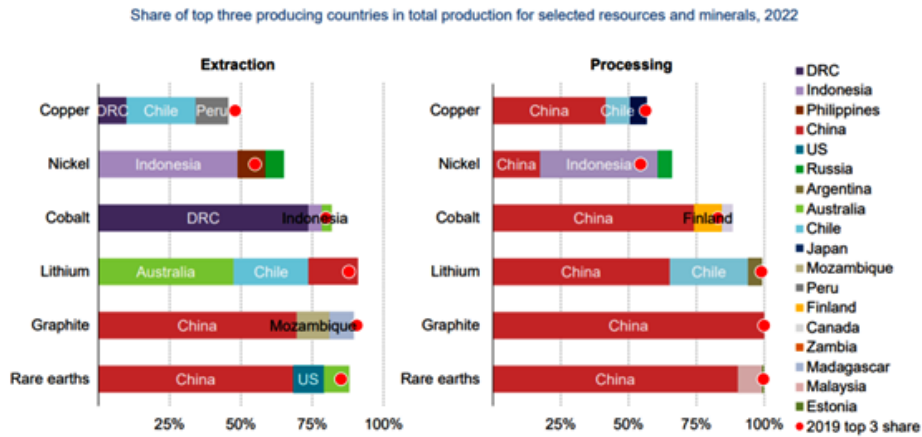 Share of top three producing countries in total production for selected resources and minerals, 2022
Extraction
Copper
DRC Chile Peru
Nickel
Indonesia
Cobalt
DRC Indonesia
Lithium
Australia Chile
Graphite
China Mozambique
Rare earths
China US
25% 50% 75% 100%
Processing
Copper
China Chile
Nickel
China Indonesia
Cobalt
China Finland
Lithium
China Chile
Graphite
China
Rare earths
China
25% 50% 75% 100%
DRC
Indonesia
Philippines
China
US
Russia
Argentina
Australia
Chile
Japan
Mozambique
Peru
Finland
Canada
Zambia
Madagascar
Malaysia
Estonia
2019 top 3 share